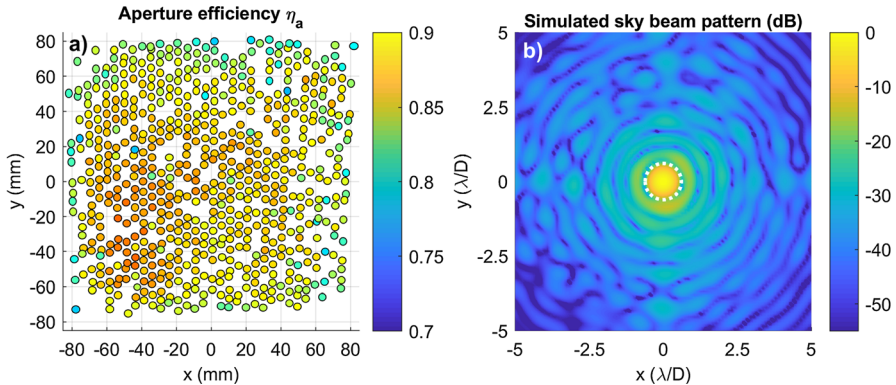 Aperture efficiency ηa
a)
80
60
40
20
0
-20
-40
-60
-80
y (mm)
-80 -60 -40 -20 0 20 40 60 80
x (mm)
0.9
0.85
0.8
0.75
0.7
Simulated sky beam pattern (dB)
b)
5
2.5
0
-2.5
-5
y (λ/D)
-5 -2.5 0 2.5 5
x (λ/D)
0
-10
-20
-30
-40
-50